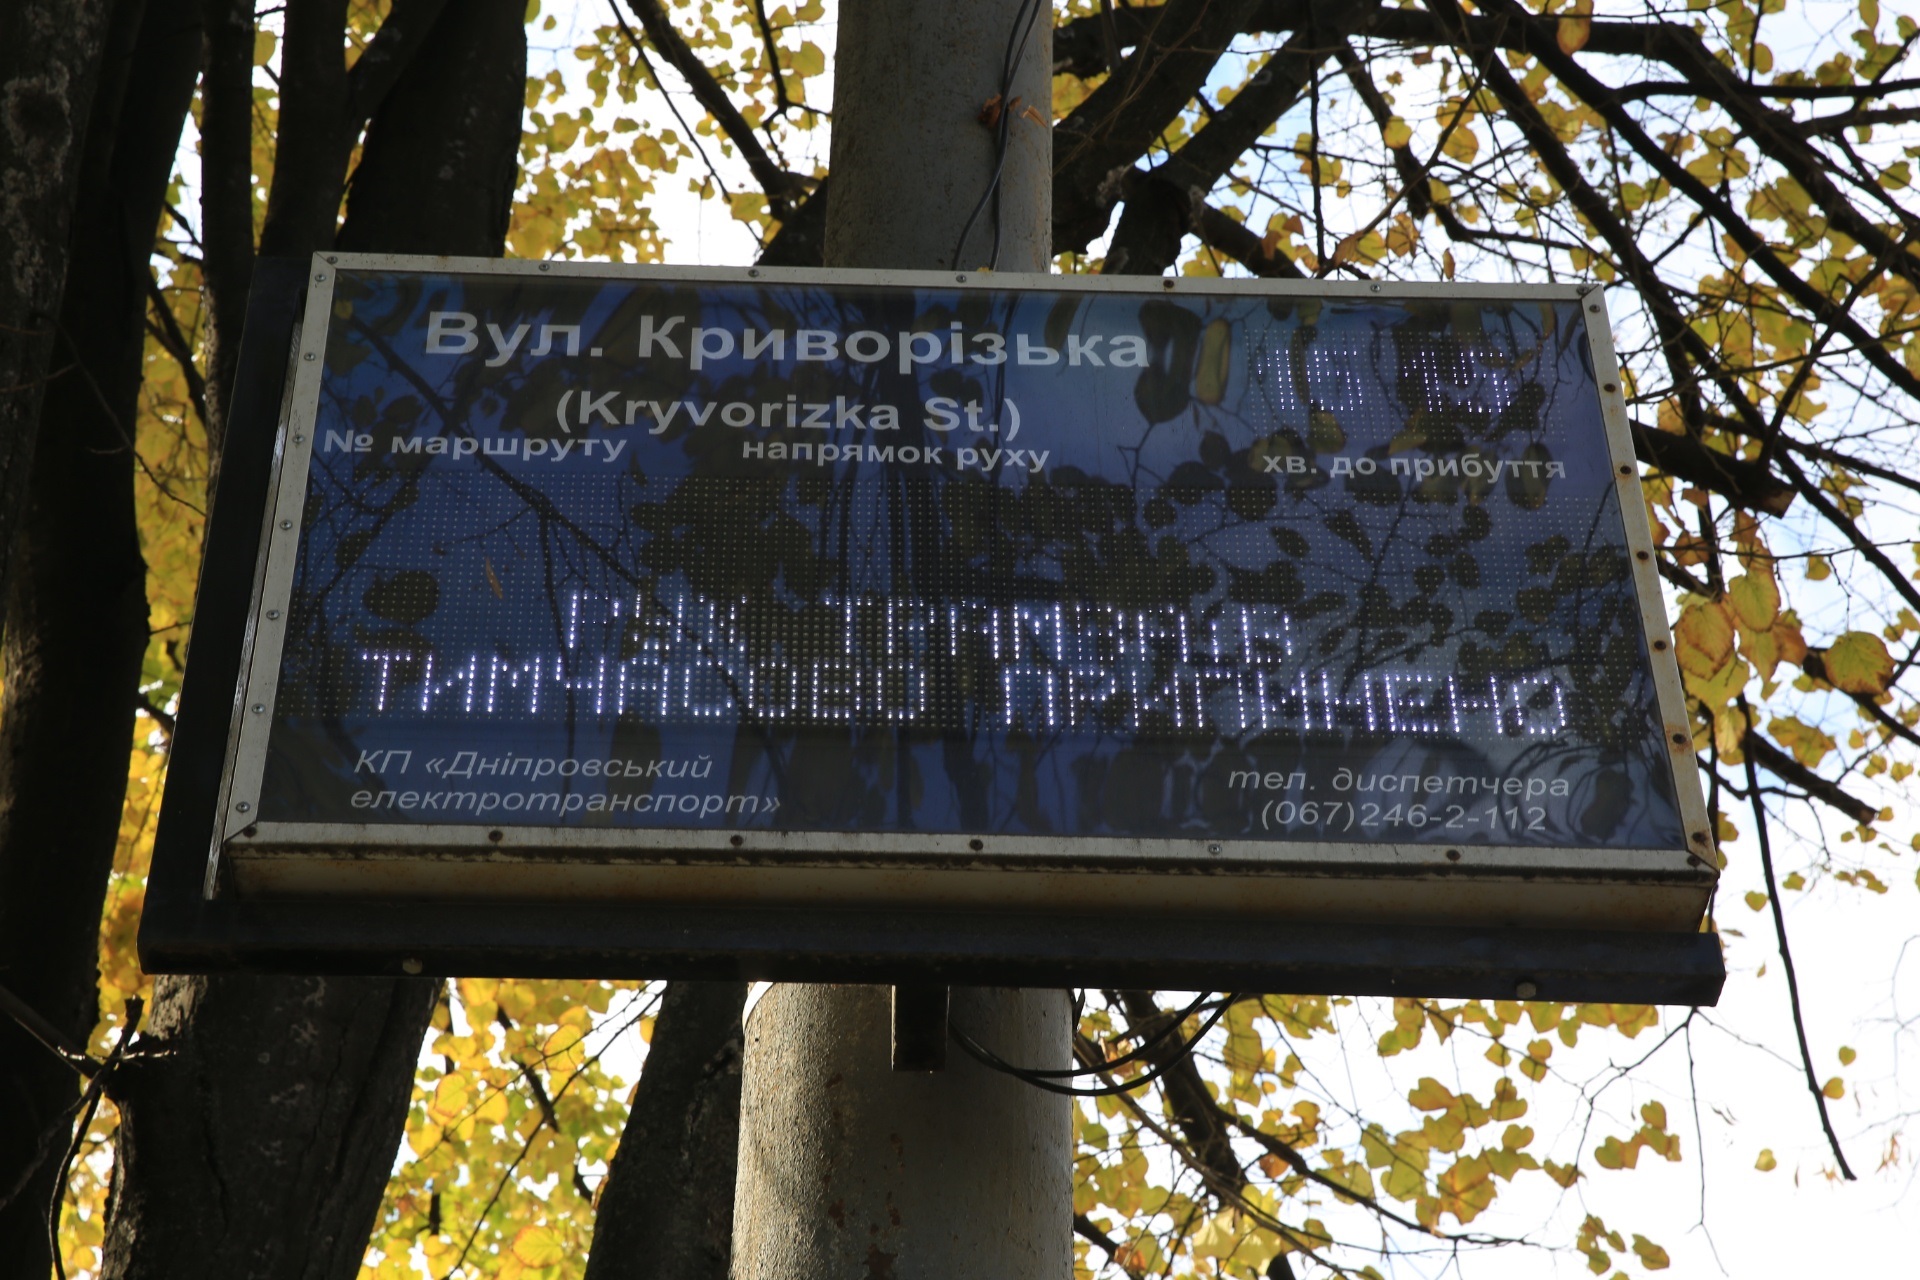 Вул. Криворізька
(Kryvorizka St.)
№ маршруту напрямок руху хв. до прибуття
РУХ ТРАМВАЇВ
ТИМЧАСОВО ПРИПИНЕНО
КП «Дніпровський
електротранспорт»
тел. диспетчера
(067)246-2-112